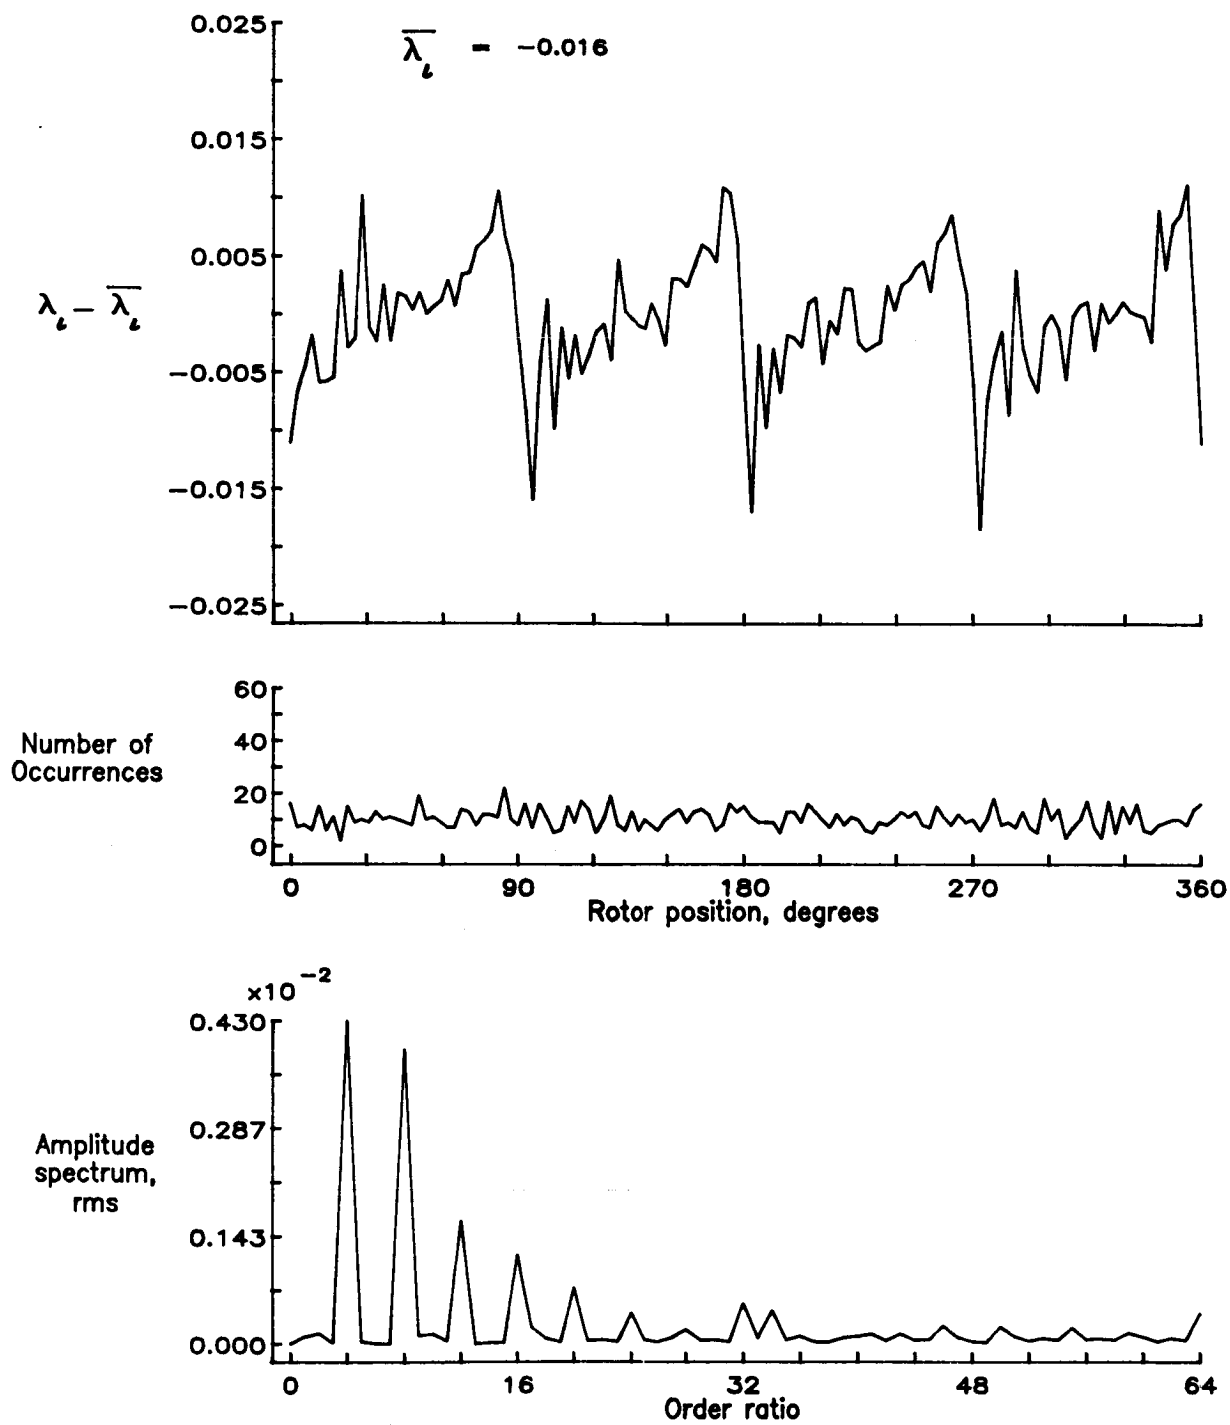 0.025
λ̅ᵢ = −0.016
0.015
0.005
λᵢ − λ̅ᵢ
−0.005
−0.015
−0.025
60
Number of
Occurrences
40
20
0
0 90 180 270 360
Rotor position, degrees
x10 −2
0.430
0.287
Amplitude
spectrum,
rms
0.143
0.000
0 16 32 48 64
Order ratio